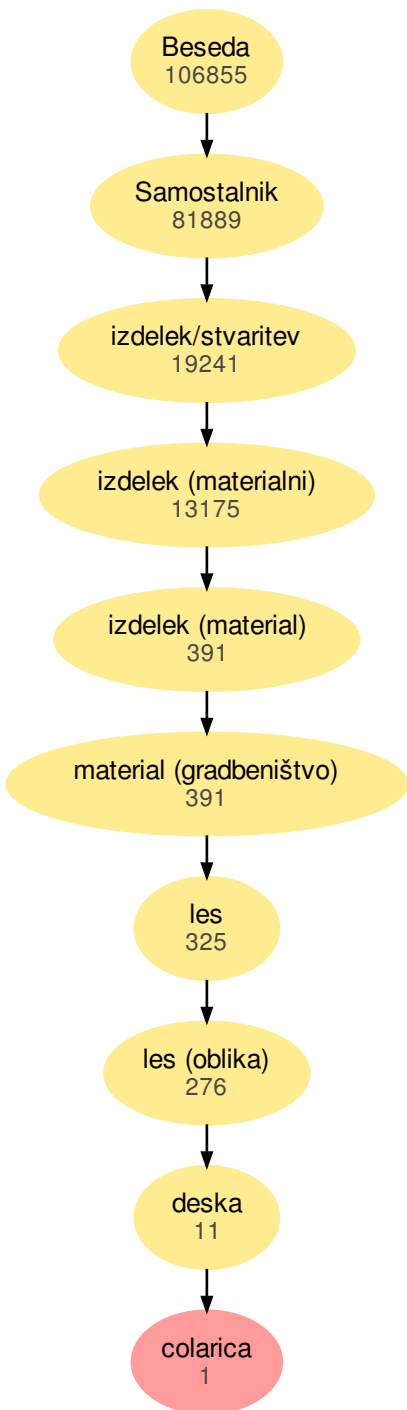 Beseda
106855
Samostalnik
81889
izdelek/stvaritev
19241
izdelek (materialni)
13175
izdelek (material)
391
material (gradbeništvo)
391
les
325
les (oblika)
276
deska
11
colarica
1